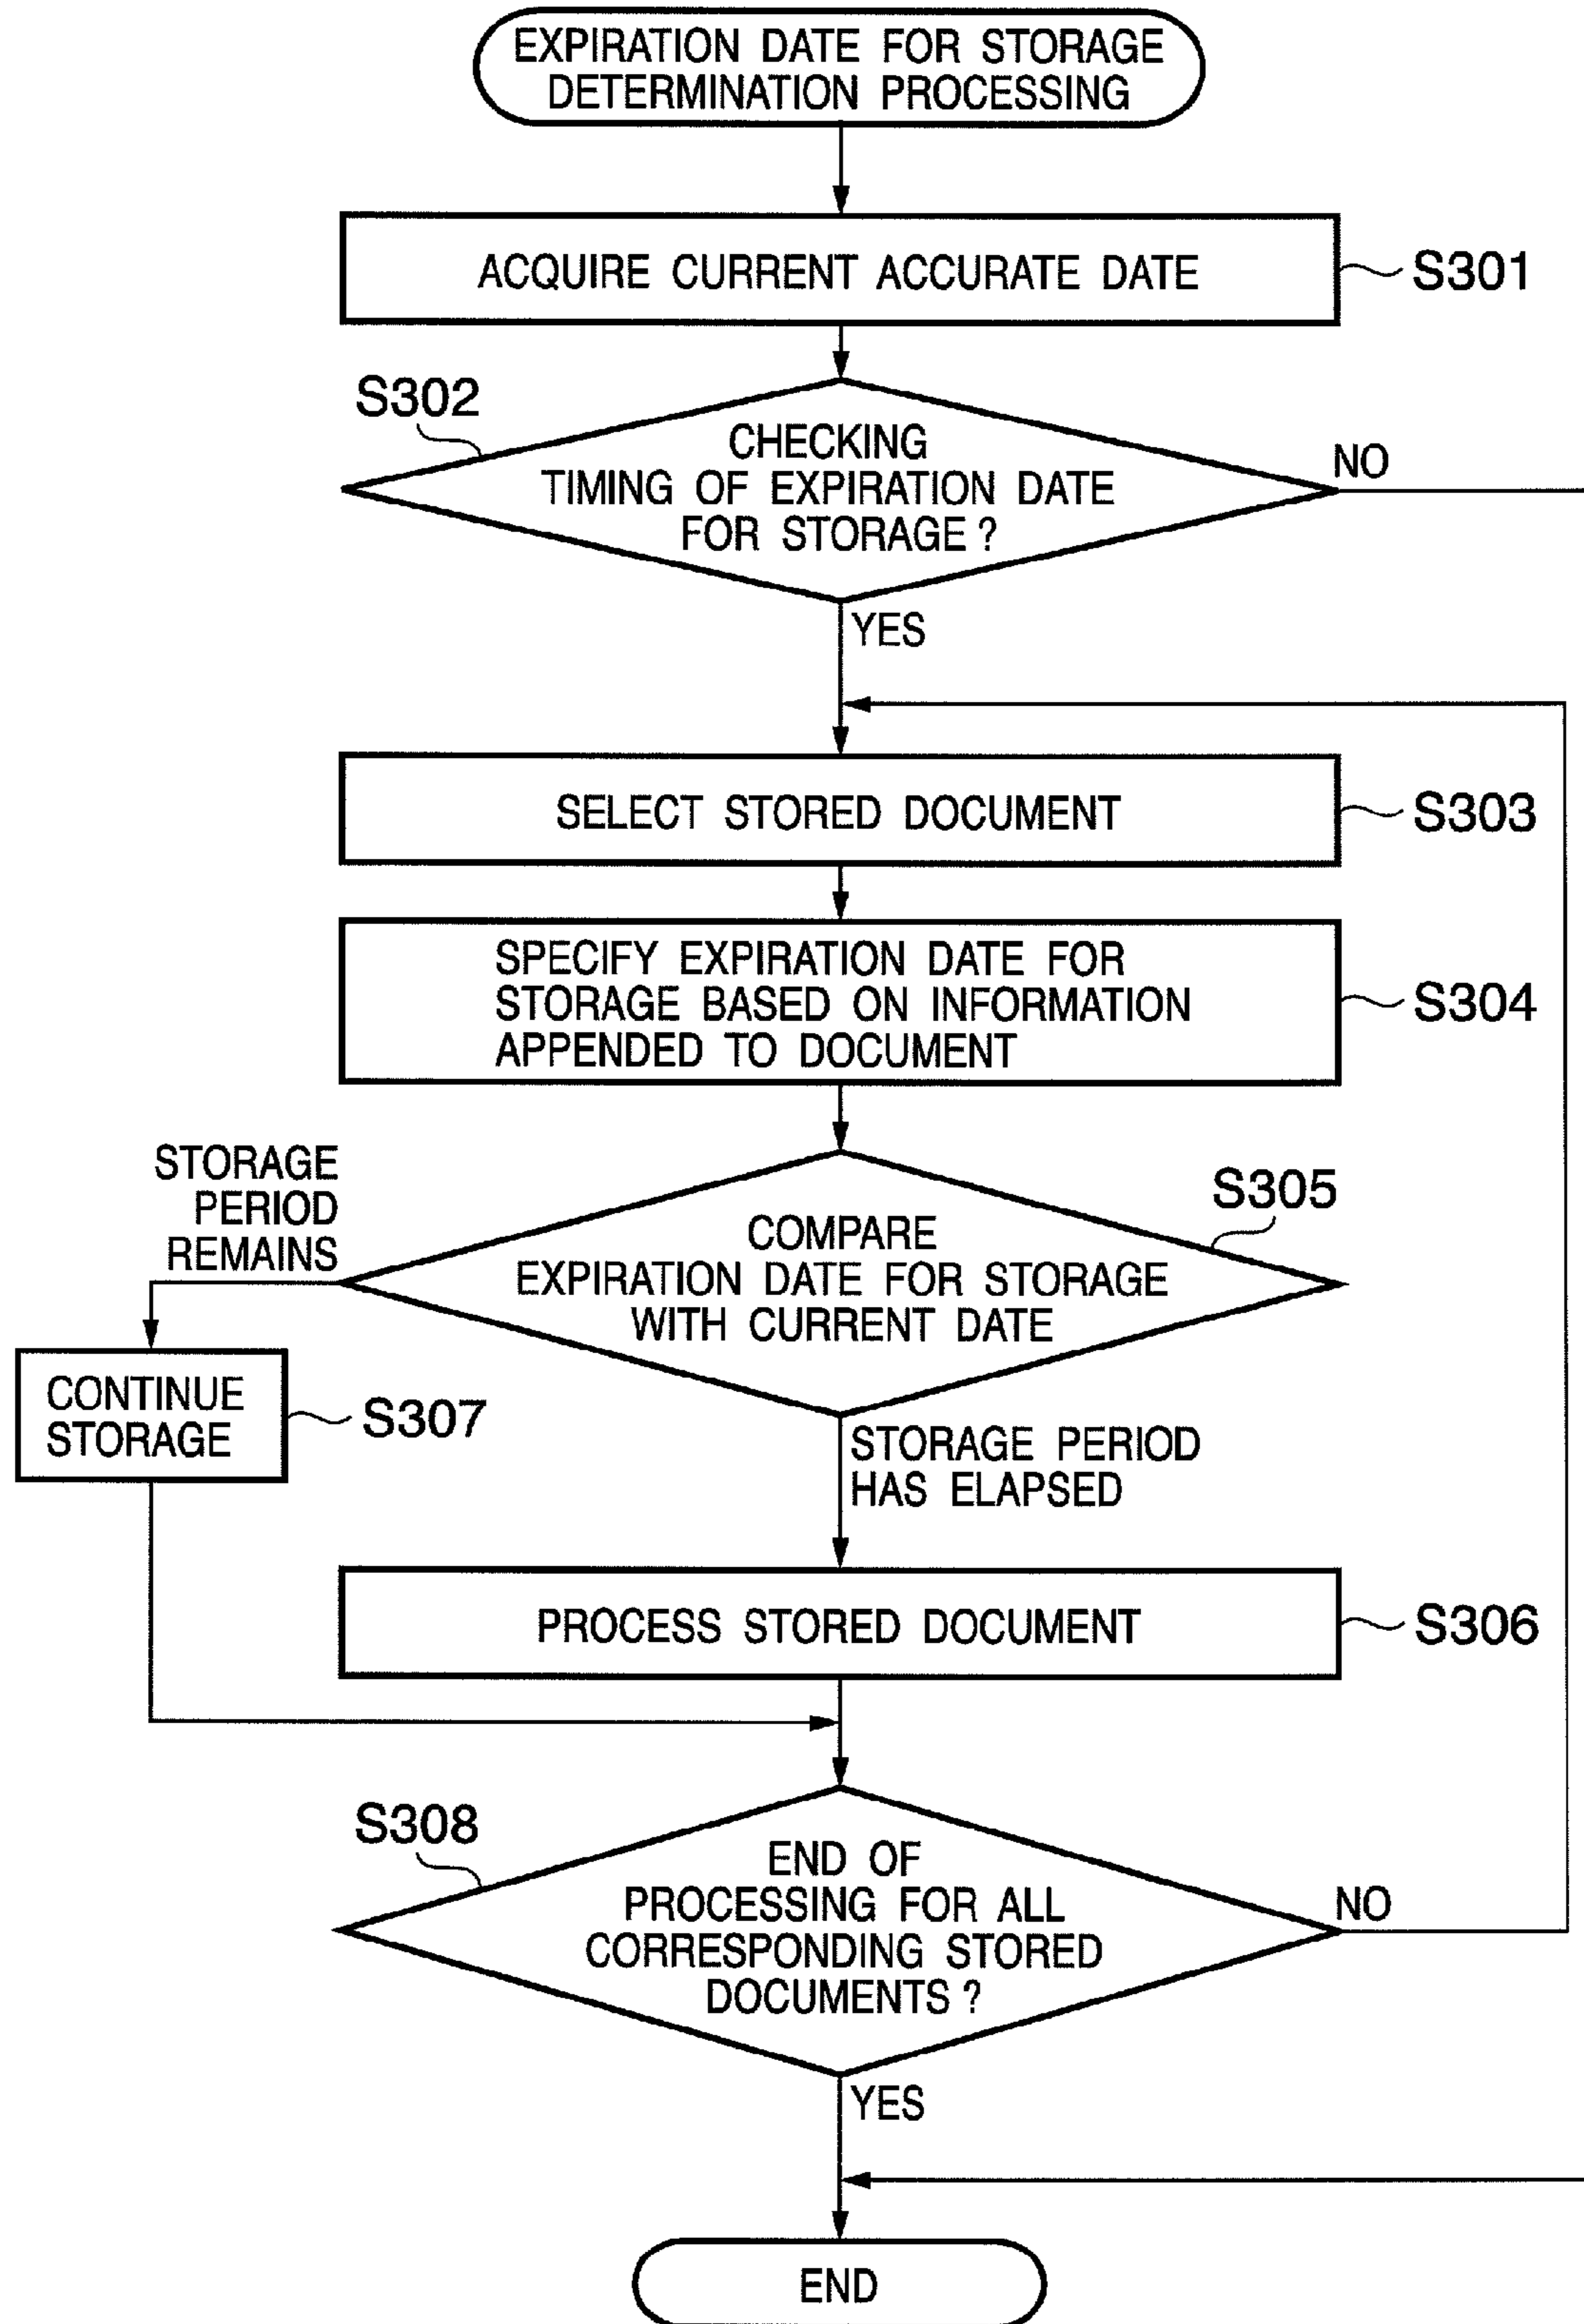 EXPIRATION DATE FOR STORAGE
DETERMINATION PROCESSING
ACQUIRE CURRENT ACCURATE DATE
S301
S302
CHECKING
TIMING OF EXPIRATION DATE
FOR STORAGE?
NO
YES
SELECT STORED DOCUMENT
S303
SPECIFY EXPIRATION DATE FOR
STORAGE BASED ON INFORMATION
APPENDED TO DOCUMENT
S304
STORAGE
PERIOD
REMAINS
S305
COMPARE
EXPIRATION DATE FOR STORAGE
WITH CURRENT DATE
CONTINUE
STORAGE
S307
STORAGE PERIOD
HAS ELAPSED
PROCESS STORED DOCUMENT
S306
S308
END OF
PROCESSING FOR ALL
CORRESPONDING STORED
DOCUMENTS?
NO
YES
END